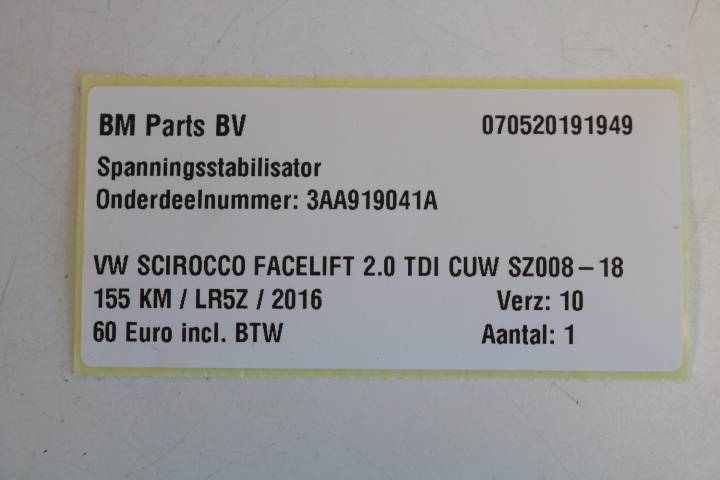 BM Parts BV 070520191949
Spanningsstabilisator
Onderdeelnummer: 3AA919041A
VW SCIROCCO FACELIFT 2.0 TDI CUW SZ008-18
155 KM / LR5Z / 2016 Verz: 10
60 Euro incl. BTW Aantal: 1